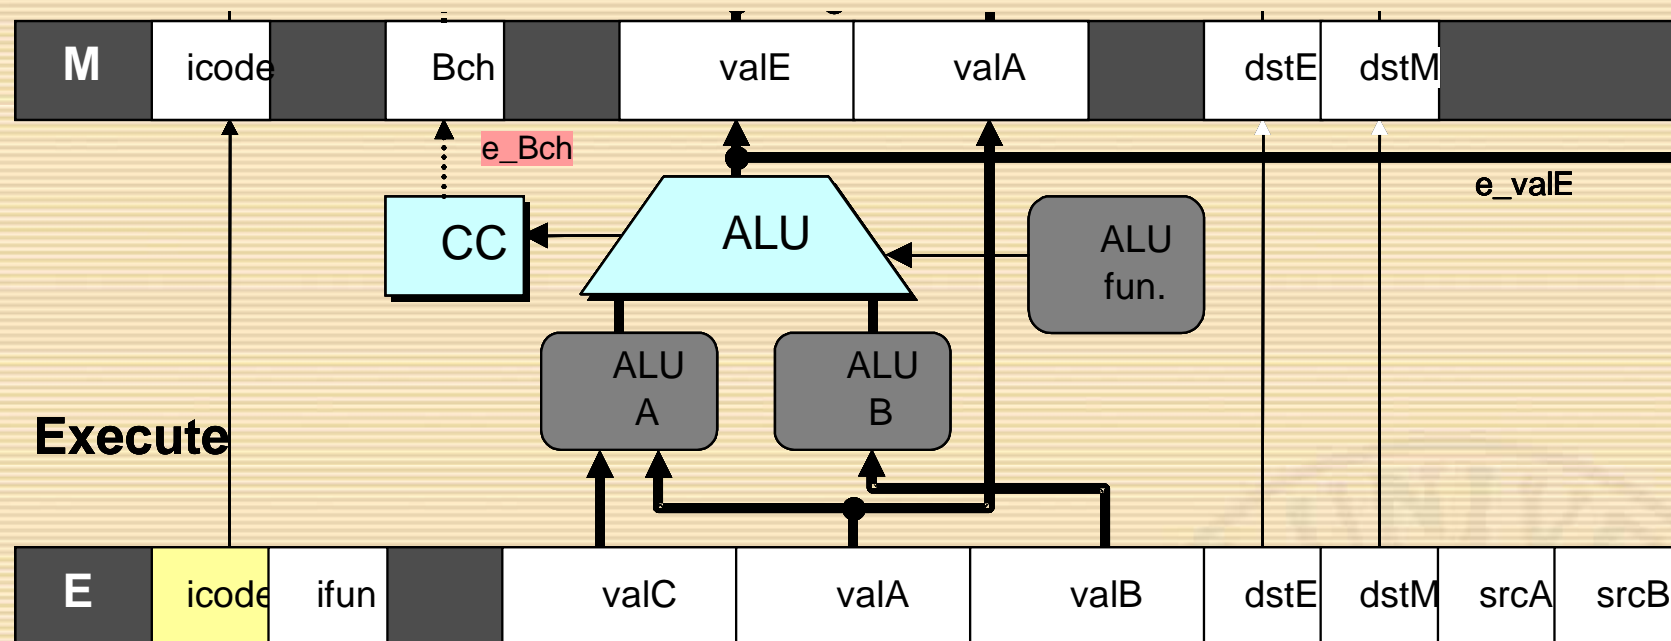 M icode Bch valE valA dstE dstM
e_Bch
e_valE
CC ALU ALU
fun.
ALU ALU
A B
Execute
E icode ifun valC valA valB dstE dstM srcA srcB